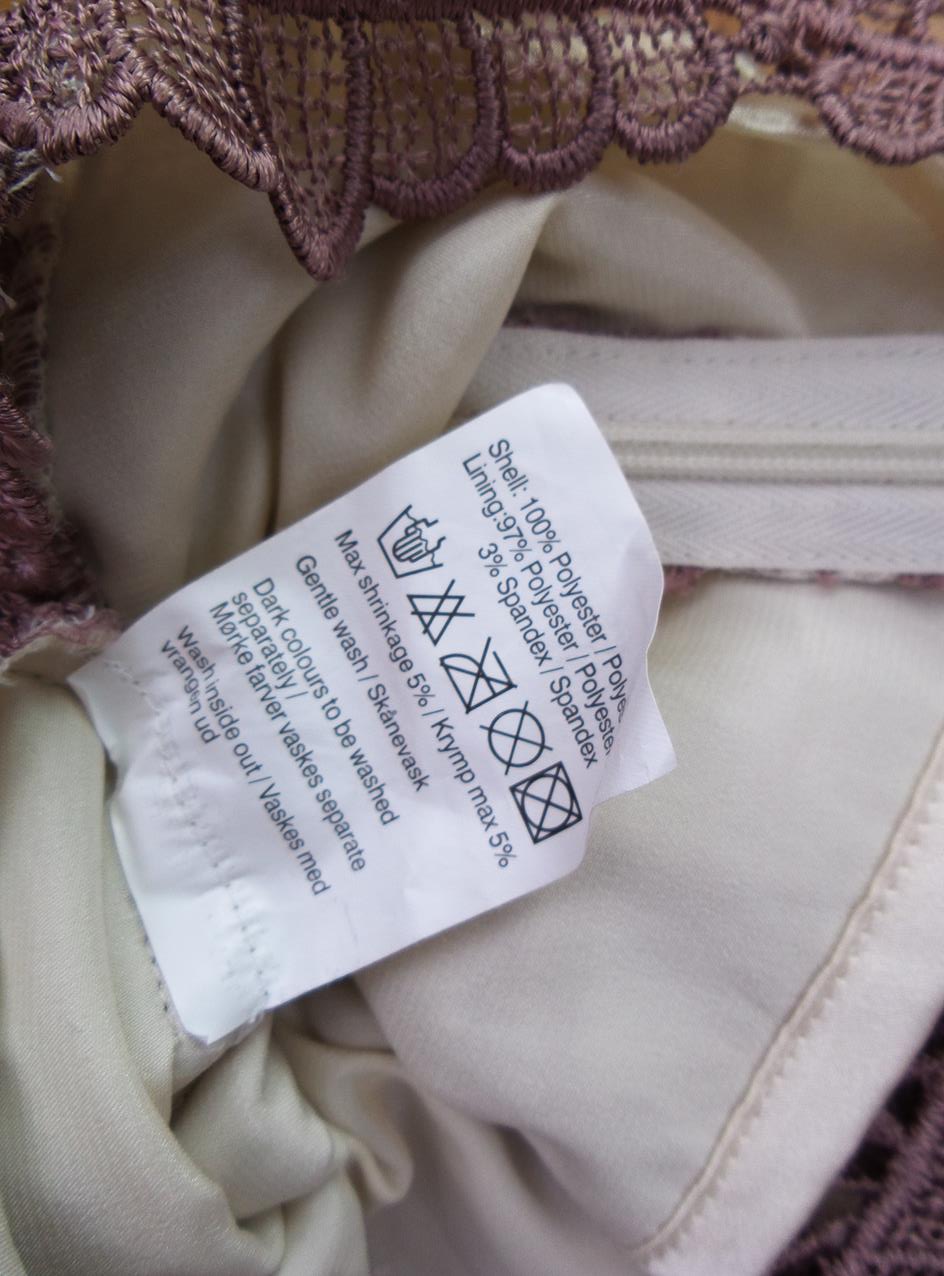 Shell: 100% Polyester / Polyes
Lining:97% Polyester / Polyester
3% Spandex / Spandex
Max shrinkage 5% / Krymp max 5%
Gentle wash / Skånevask
Dark colours to be washed
separately /
Mørke farver vaskes separate
Wash inside out / Vaskes med
vrangen ud